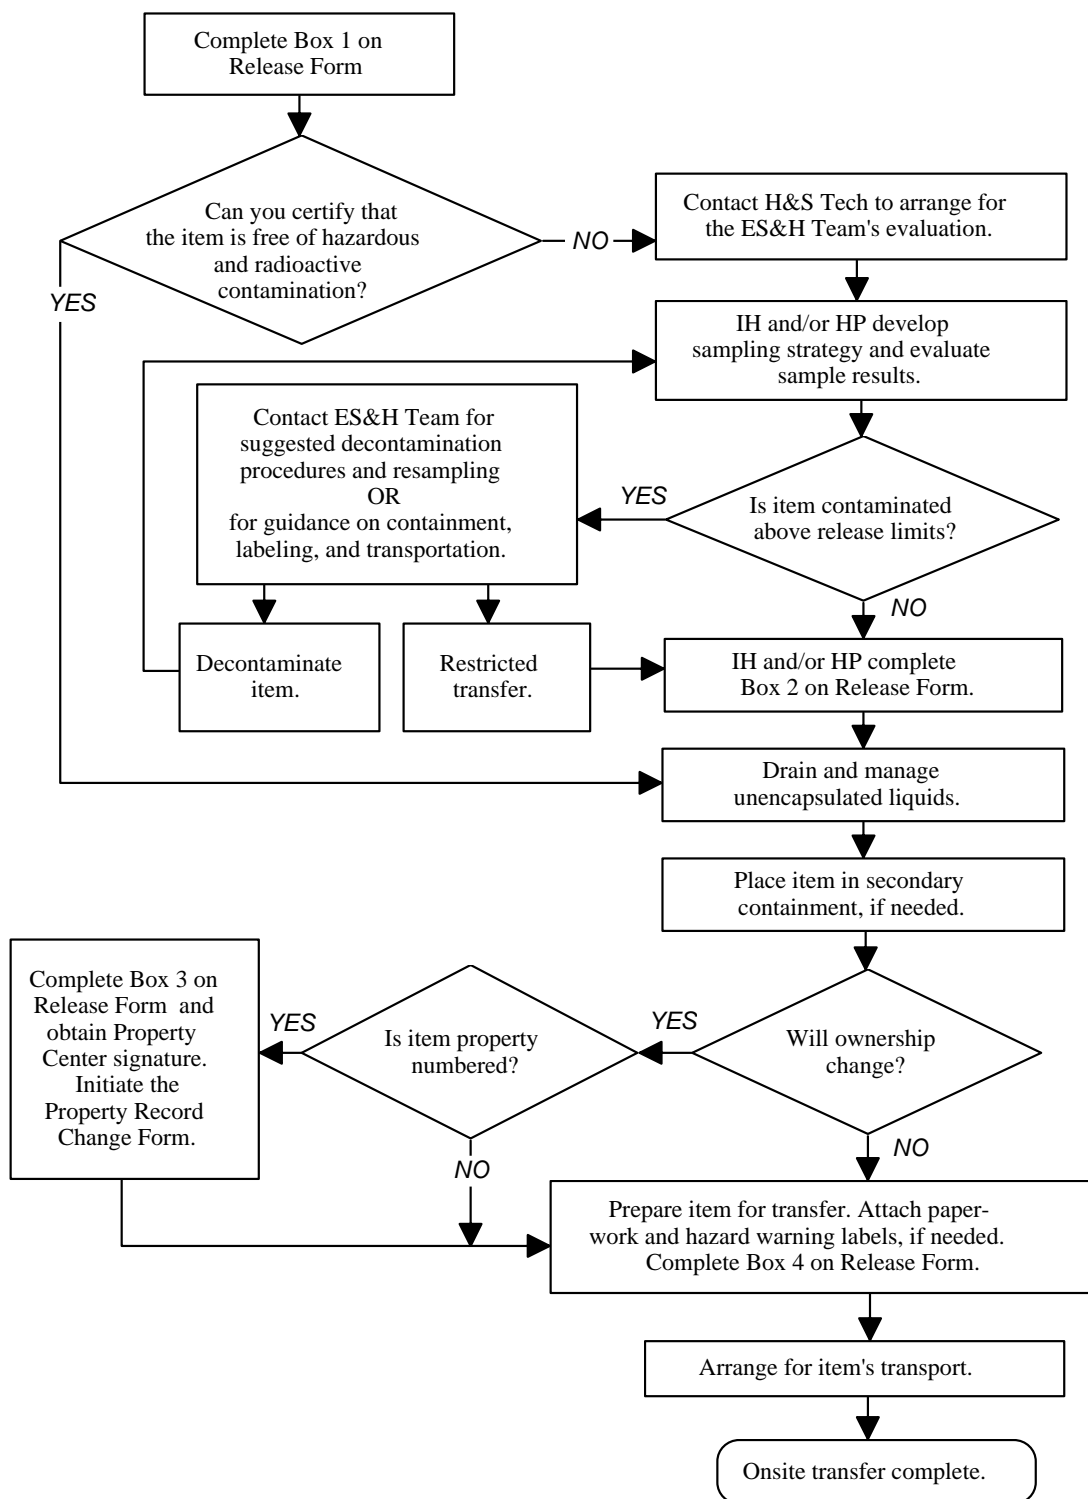 Complete Box 1 on
Release Form
Can you certify that
the item is free of hazardous
and radioactive
contamination?
NO
YES
Contact H&S Tech to arrange for
the ES&H Team's evaluation.
IH and/or HP develop
sampling strategy and evaluate
sample results.
Contact ES&H Team for
suggested decontamination
procedures and resampling
OR
for guidance on containment,
labeling, and transportation.
YES
Is item contaminated
above release limits?
NO
Decontaminate
item.
Restricted
transfer.
IH and/or HP complete
Box 2 on Release Form.
Drain and manage
unencapsulated liquids.
Place item in secondary
containment, if needed.
Will ownership
change?
YES
NO
Is item property
numbered?
YES
NO
Complete Box 3 on
Release Form and
obtain Property
Center signature.
Initiate the
Property Record
Change Form.
Prepare item for transfer. Attach paper-
work and hazard warning labels, if needed.
Complete Box 4 on Release Form.
Arrange for item's transport.
Onsite transfer complete.